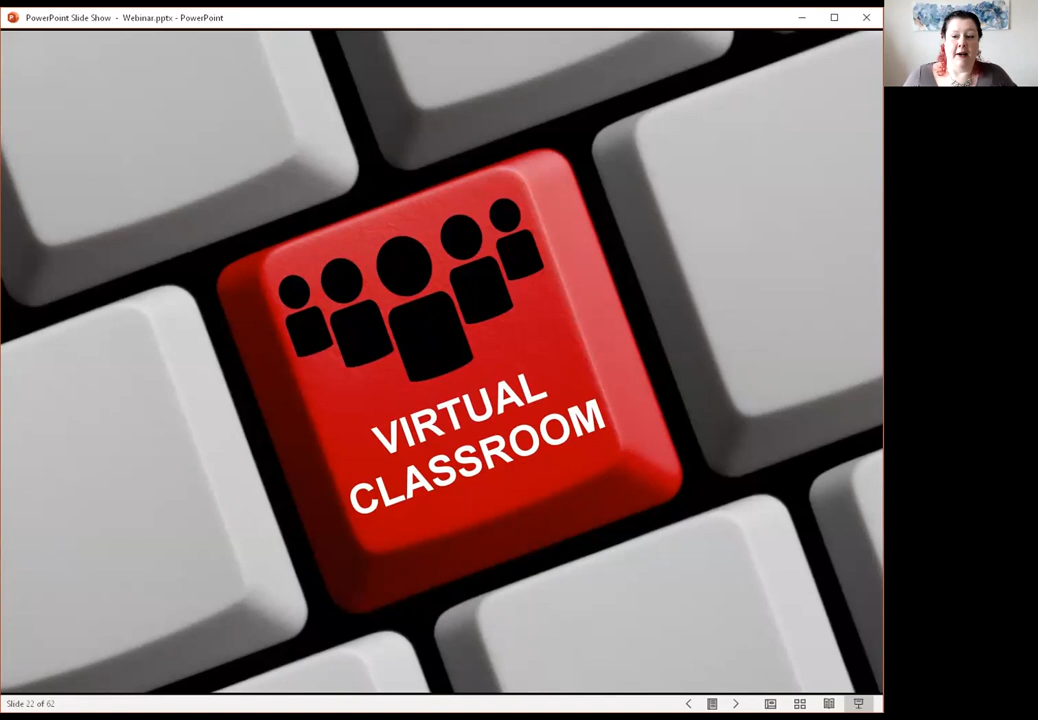 PowerPoint Slide Show - Webinar.pptx - PowerPoint
VIRTUAL
CLASSROOM
Slide 22 of 62